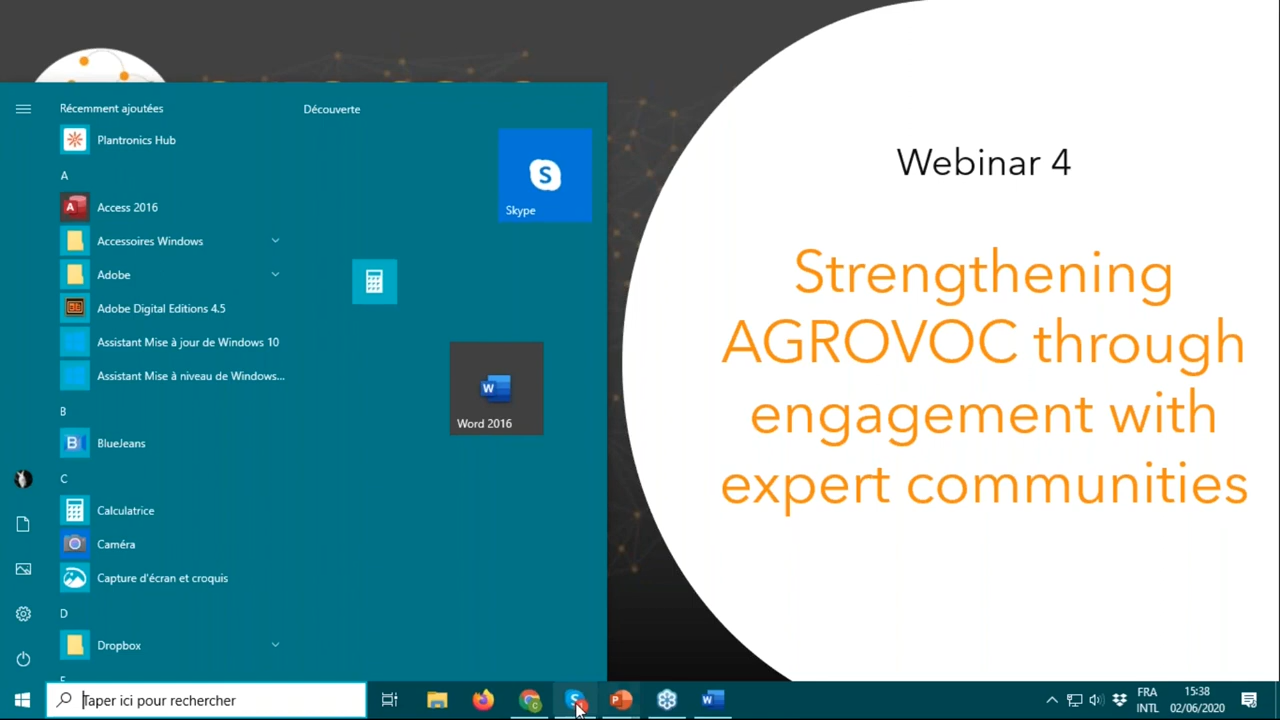 Récemment ajoutées
Découverte
Plantronics Hub
A
Access 2016
Accessoires Windows
Adobe
Adobe Digital Editions 4.5
Assistant Mise à jour de Windows 10
Assistant Mise à niveau de Windows...
B
BlueJeans
C
Calculatrice
Caméra
Capture d'écran et croquis
D
Dropbox
Skype
Word 2016
Webinar 4
Strengthening
AGROVOC through
engagement with
expert communities
Taper ici pour rechercher
FRA
INTL
15:38
02/06/2020